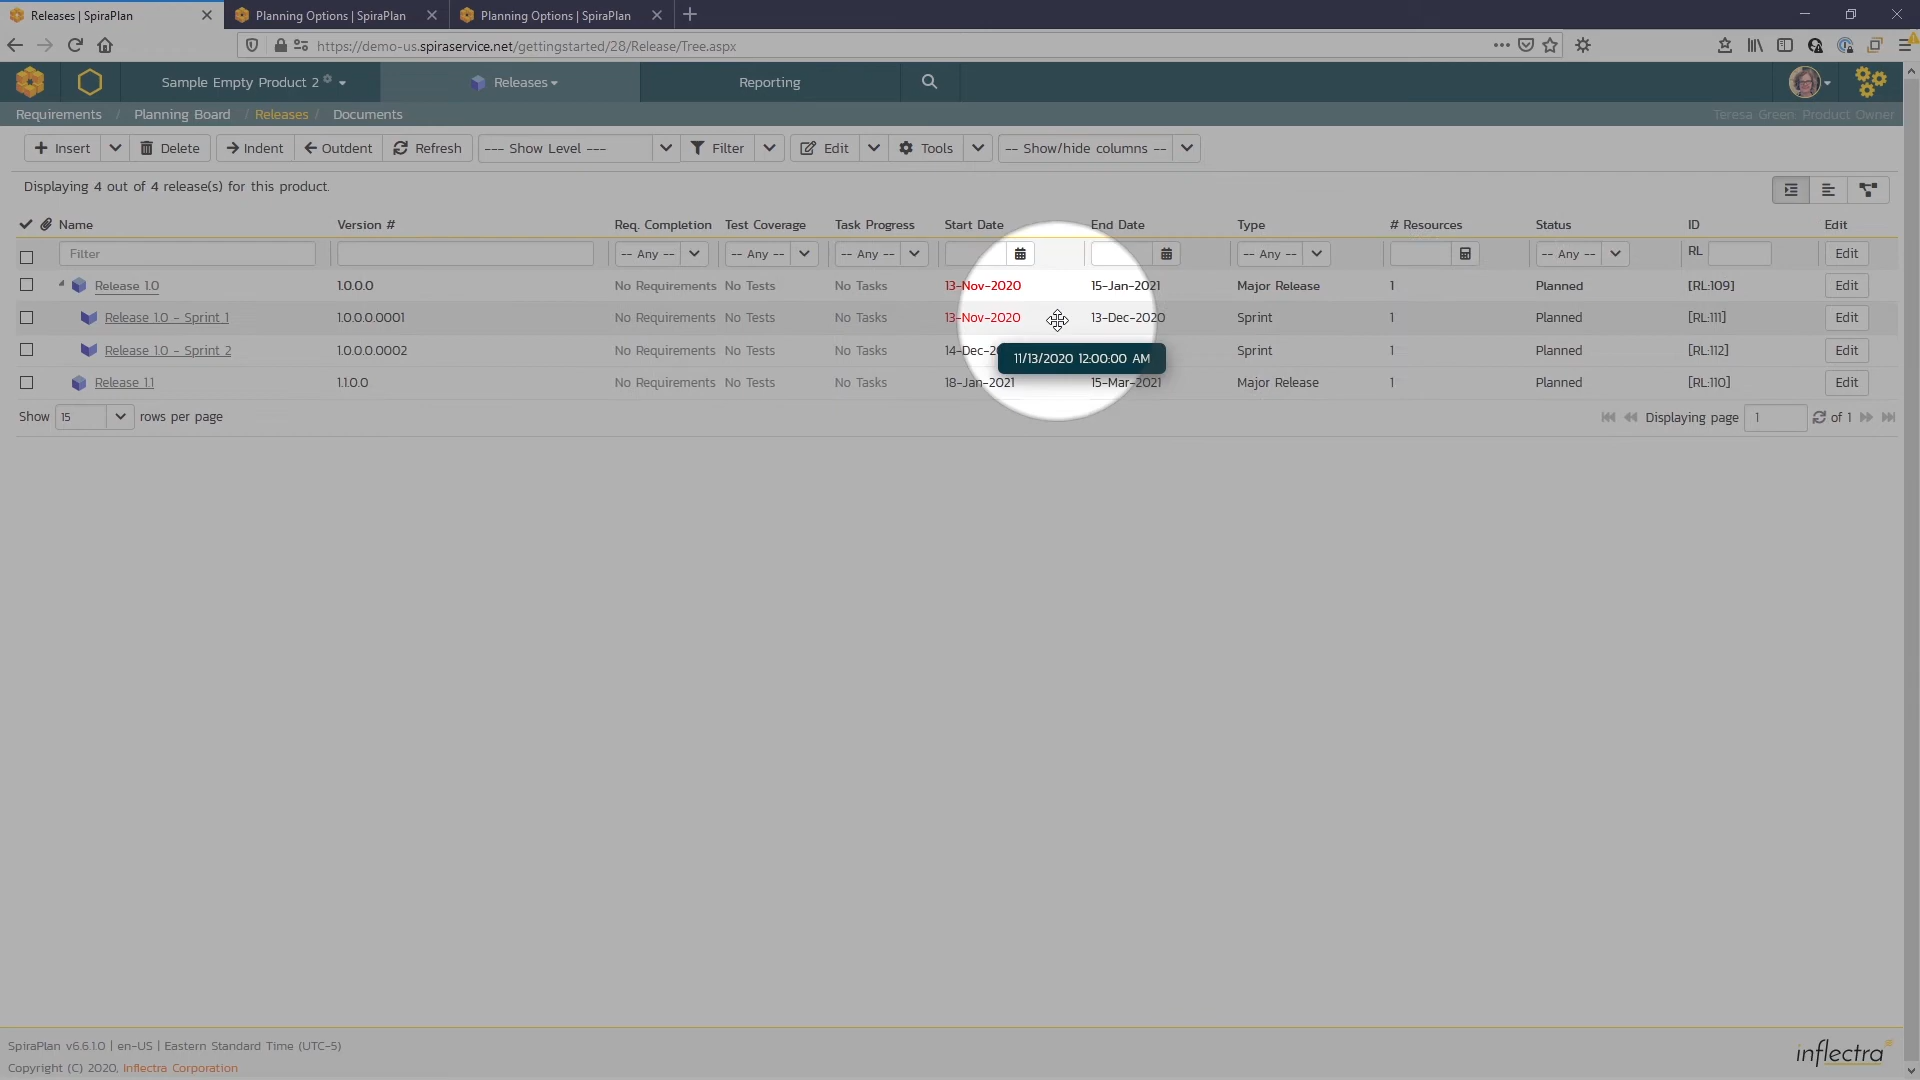 Releases | SpiraPlan
Planning Options | SpiraPlan
Planning Options | SpiraPlan
https://demo-us.spiraservice.net/gettingstarted/28/Release/Tree.aspx
Sample Empty Product 2
Releases
Reporting
Requirements / Planning Board / Releases / Documents
Teresa Green: Product Owner
Insert Delete Indent Outdent Refresh --- Show Level --- Filter Edit Tools -- Show/hide columns --
Displaying 4 out of 4 release(s) for this product.
Name Version # Req. Completion Test Coverage Task Progress Start Date End Date Type # Resources Status ID Edit
Filter -- Any -- -- Any -- -- Any -- -- Any -- -- Any -- RL Edit
Release 1.0 1.0.0.0 No Requirements No Tests No Tasks 13-Nov-2020 15-Jan-2021 Major Release 1 Planned [RL:109] Edit
Release 1.0 - Sprint 1 1.0.0.0.0001 No Requirements No Tests No Tasks 13-Nov-2020 13-Dec-2020 Sprint 1 Planned [RL:111] Edit
Release 1.0 - Sprint 2 1.0.0.0.0002 No Requirements No Tests No Tasks 14-Dec-2 Sprint 1 Planned [RL:112] Edit
11/13/2020 12:00:00 AM
Release 1.1 1.1.0.0 No Requirements No Tests No Tasks 18-Jan-2021 15-Mar-2021 Major Release 1 Planned [RL:110] Edit
Show 15 rows per page Displaying page 1 of 1
SpiraPlan v6.6.1.0 | en-US | Eastern Standard Time (UTC-5)
Copyright (C) 2020, Inflectra Corporation
inflectra